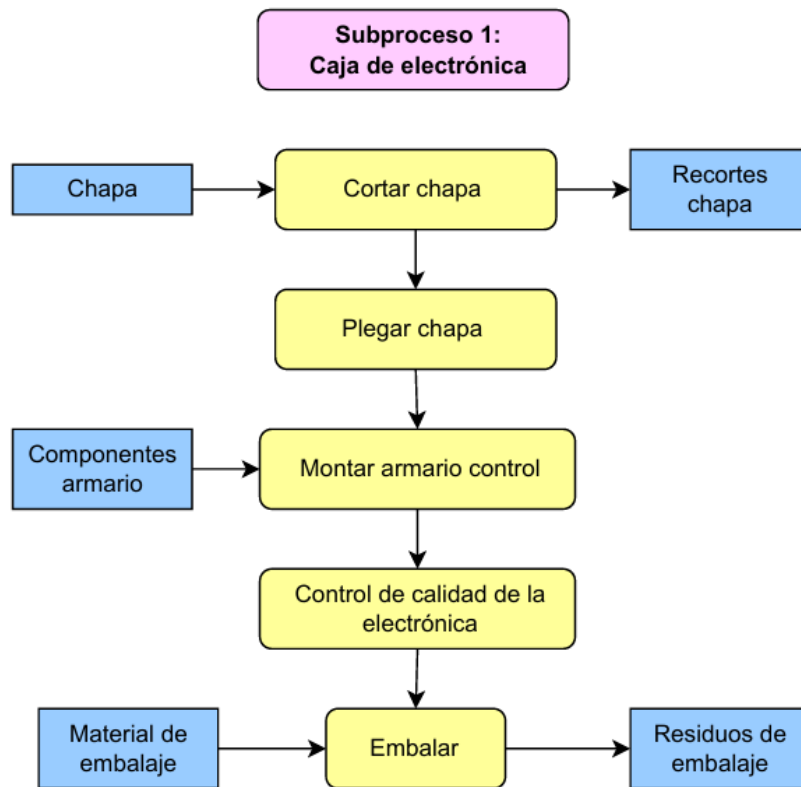 Subproceso 1:
Caja de electrónica
Chapa
Cortar chapa
Recortes
chapa
Plegar chapa
Componentes
armario
Montar armario control
Control de calidad de la
electrónica
Material de
embalaje
Embalar
Residuos de
embalaje